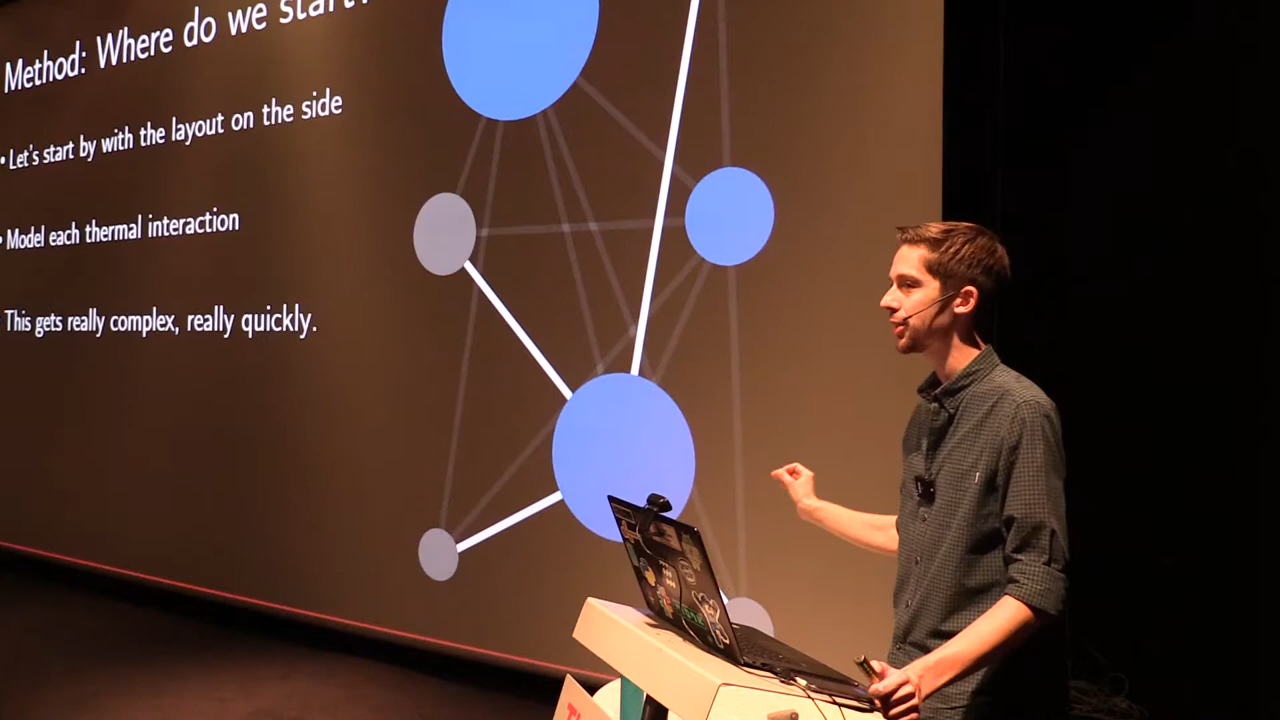 Method: Where do we start?
• Let's start by with the layout on the side
• Model each thermal interaction
This gets really complex, really quickly.